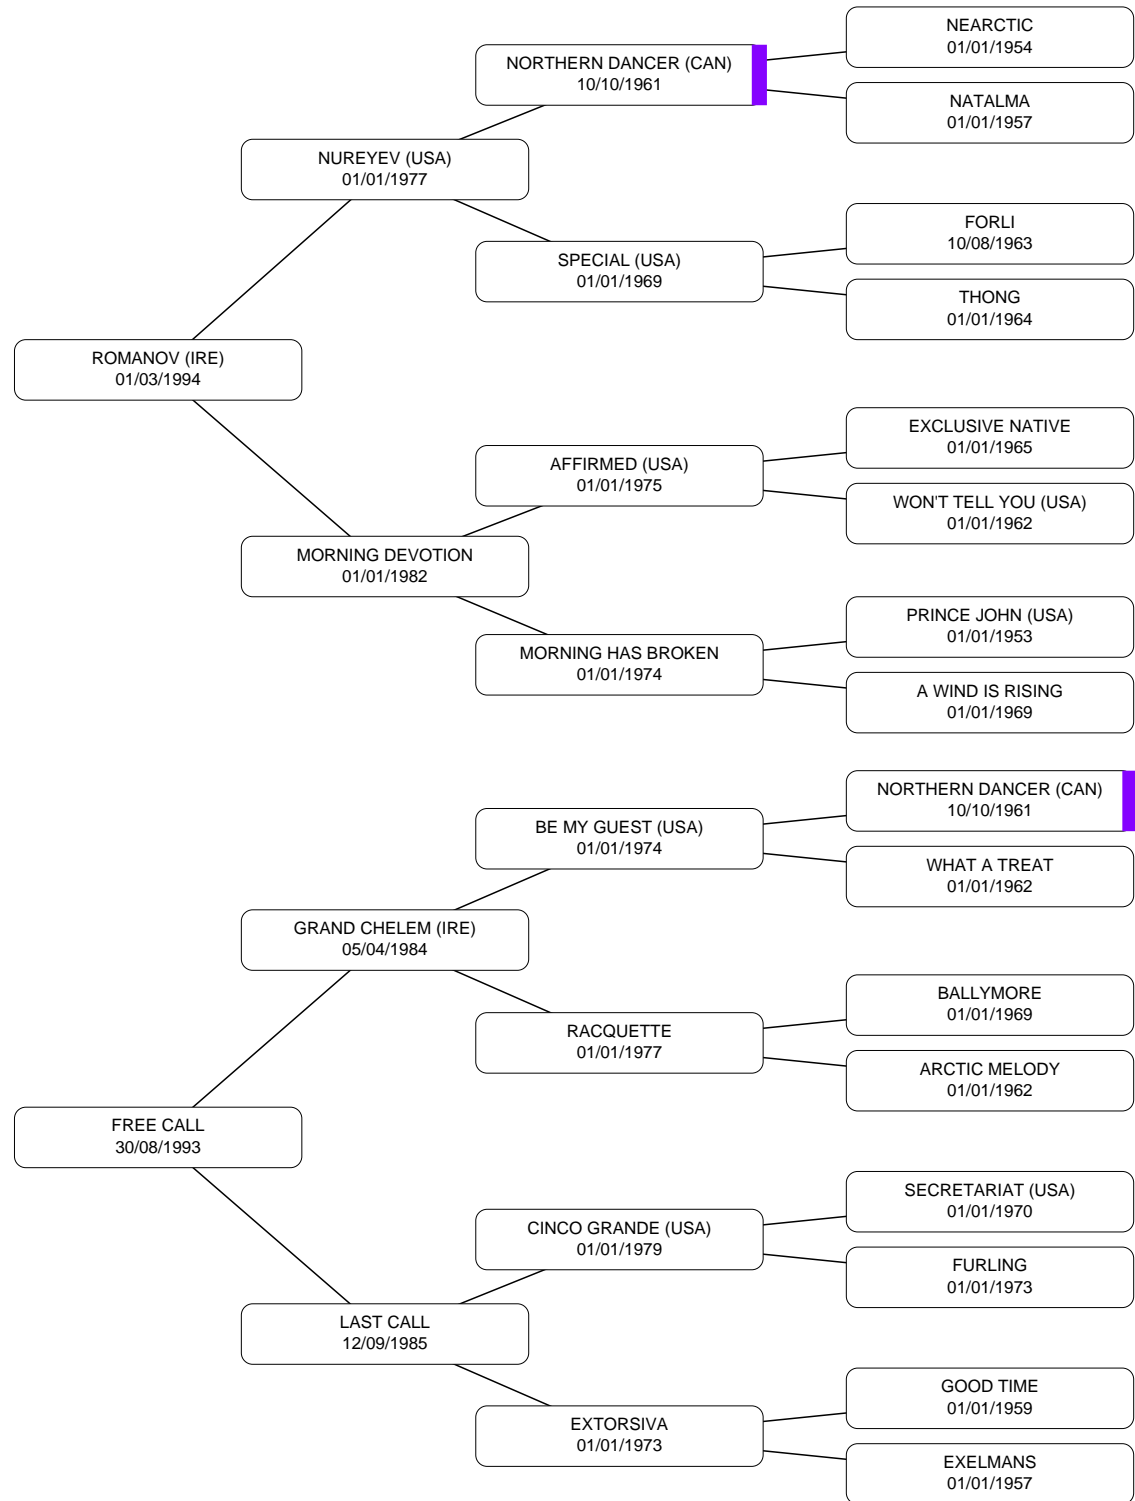 NEARCTIC
01/01/1954
NORTHERN DANCER (CAN)
10/10/1961
NATALMA
01/01/1957
NUREYEV (USA)
01/01/1977
FORLI
10/08/1963
SPECIAL (USA)
01/01/1969
THONG
01/01/1964
ROMANOV (IRE)
01/03/1994
EXCLUSIVE NATIVE
01/01/1965
AFFIRMED (USA)
01/01/1975
WON'T TELL YOU (USA)
01/01/1962
MORNING DEVOTION
01/01/1982
PRINCE JOHN (USA)
01/01/1953
MORNING HAS BROKEN
01/01/1974
A WIND IS RISING
01/01/1969
NORTHERN DANCER (CAN)
10/10/1961
BE MY GUEST (USA)
01/01/1974
WHAT A TREAT
01/01/1962
GRAND CHELEM (IRE)
05/04/1984
BALLYMORE
01/01/1969
RACQUETTE
01/01/1977
ARCTIC MELODY
01/01/1962
FREE CALL
30/08/1993
SECRETARIAT (USA)
01/01/1970
CINCO GRANDE (USA)
01/01/1979
FURLING
01/01/1973
LAST CALL
12/09/1985
GOOD TIME
01/01/1959
EXTORSIVA
01/01/1973
EXELMANS
01/01/1957